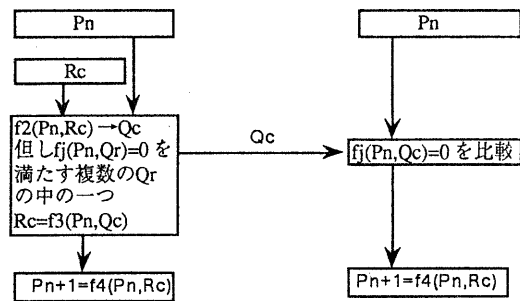 Pn
Pn
Rc
f2(Pn,Rc)→Qc
但しfj(Pn,Qr)=0 を
満たす複数のQr
の中の一つ
Rc=f3(Pn,Qc)
Qc
fj(Pn,Qc)=0 を比較
Pn+1=f4(Pn,Rc)
Pn+1=f4(Pn,Rc)